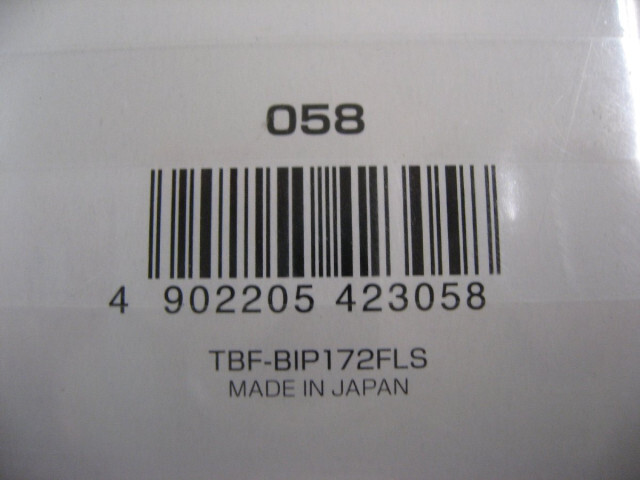 058
4 902205 423058
TBF-BIP172FLS
MADE IN JAPAN